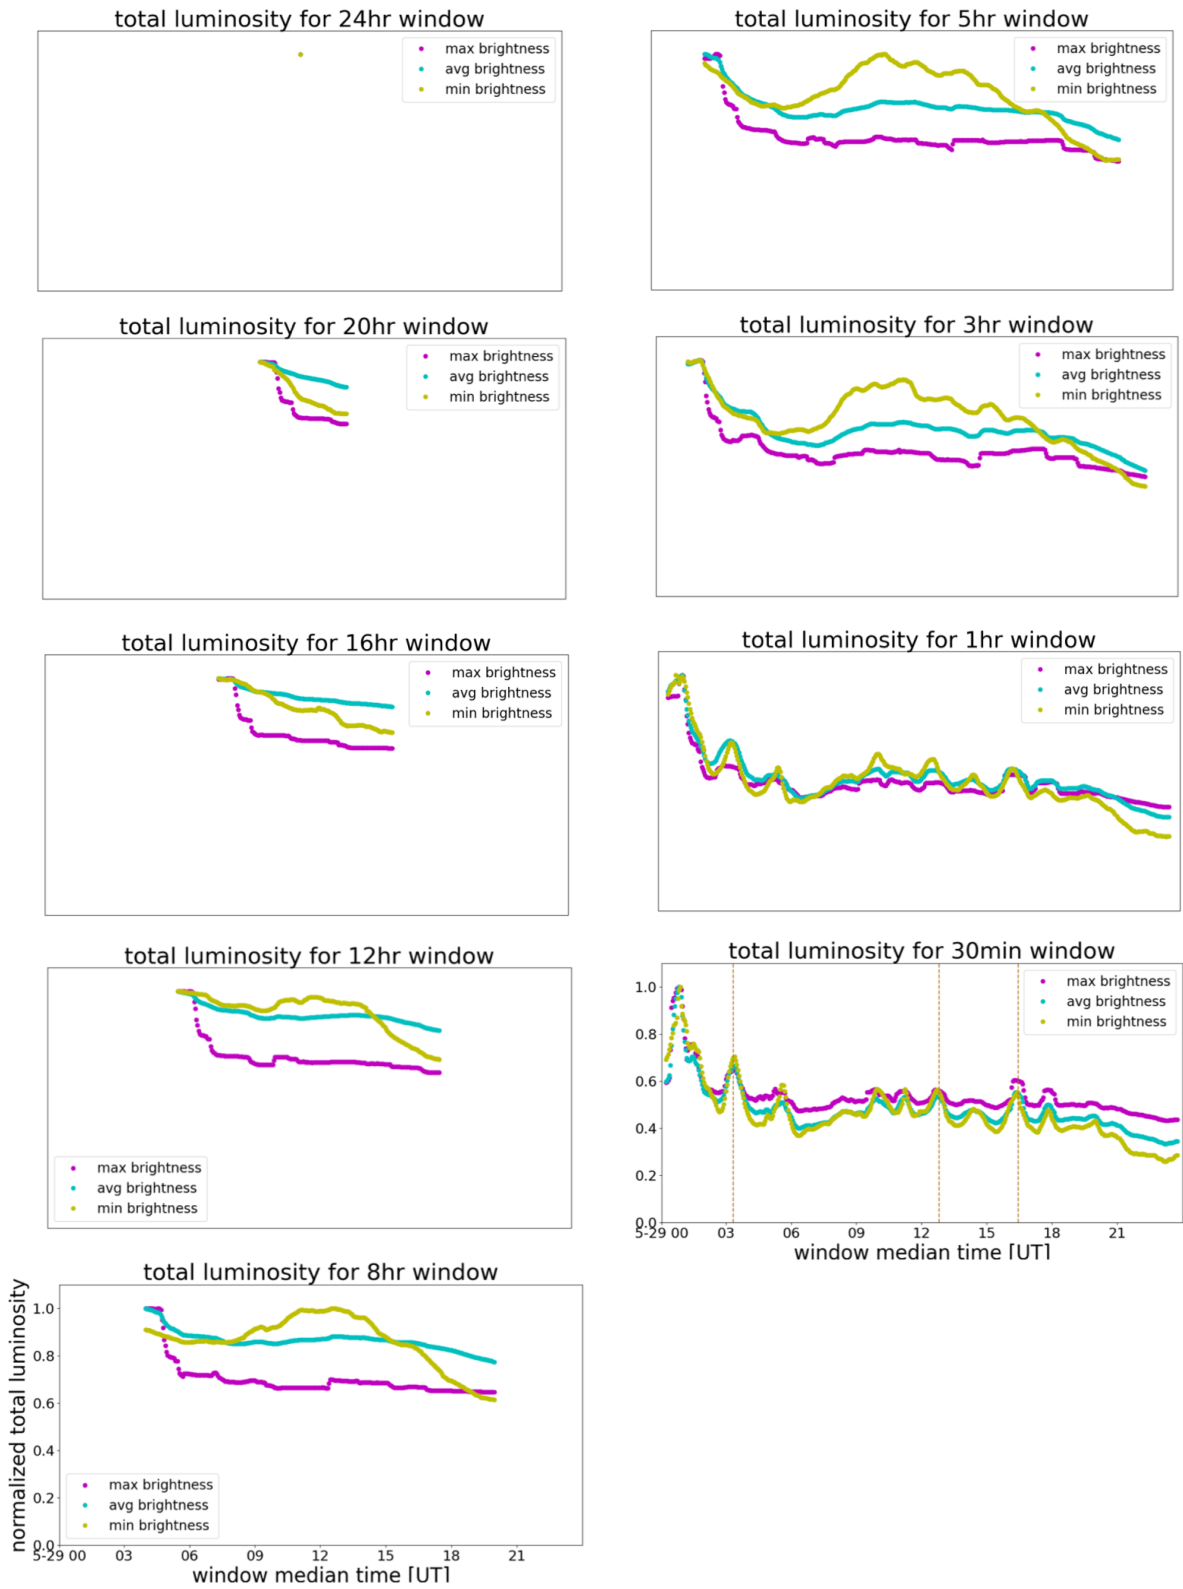 total luminosity for 24hr window
max brightness
avg brightness
min brightness
total luminosity for 20hr window
max brightness
avg brightness
min brightness
total luminosity for 16hr window
max brightness
avg brightness
min brightness
total luminosity for 12hr window
max brightness
avg brightness
min brightness
total luminosity for 8hr window
normalized total luminosity
1.0
0.8
0.6
0.4
0.2
0.0
max brightness
avg brightness
min brightness
5-29 00 03 06 09 12 15 18 21
window median time [UT]
total luminosity for 5hr window
max brightness
avg brightness
min brightness
total luminosity for 3hr window
max brightness
avg brightness
min brightness
total luminosity for 1hr window
max brightness
avg brightness
min brightness
total luminosity for 30min window
1.0
0.8
0.6
0.4
0.2
0.0
max brightness
avg brightness
min brightness
5-29 00 03 06 09 12 15 18 21
window median time [UT]